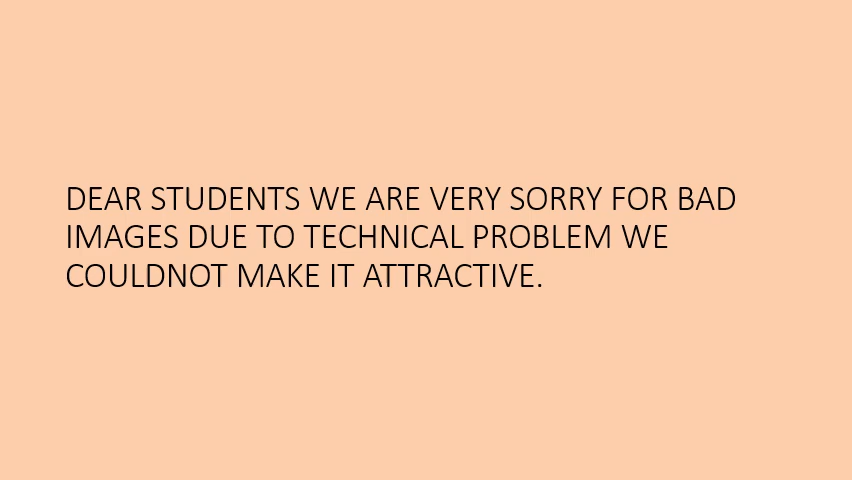 DEAR STUDENTS WE ARE VERY SORRY FOR BAD
IMAGES DUE TO TECHNICAL PROBLEM WE
COULDNOT MAKE IT ATTRACTIVE.